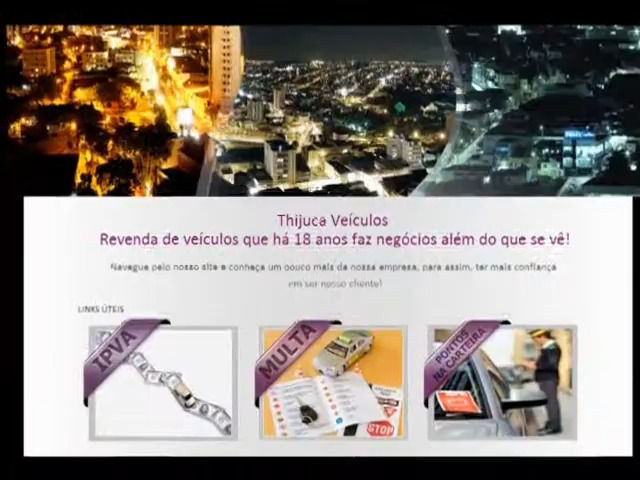 Thijuca Veículos
Revenda de veículos que há 18 anos faz negócios além do que se vê!
Navegue pelo nosso site e conheça um pouco mais da nossa empresa, para assim, ter mais confiança
em ser nosso cliente!
LINKS ÚTEIS
IPVA
MULTA
PONTOS
NA CARTEIRA
STOP